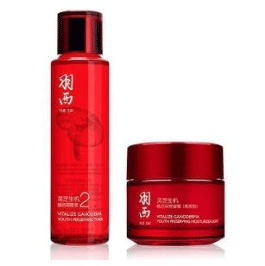 羽
西
YUE SAI
灵芝生机
2
VITALIZE GANODERMA
YOUTH PRESERVING TONER
羽
西
YUE SAI
灵芝生机
VITALIZE GANODERMA
YOUTH PRESERVING MOISTURIZER